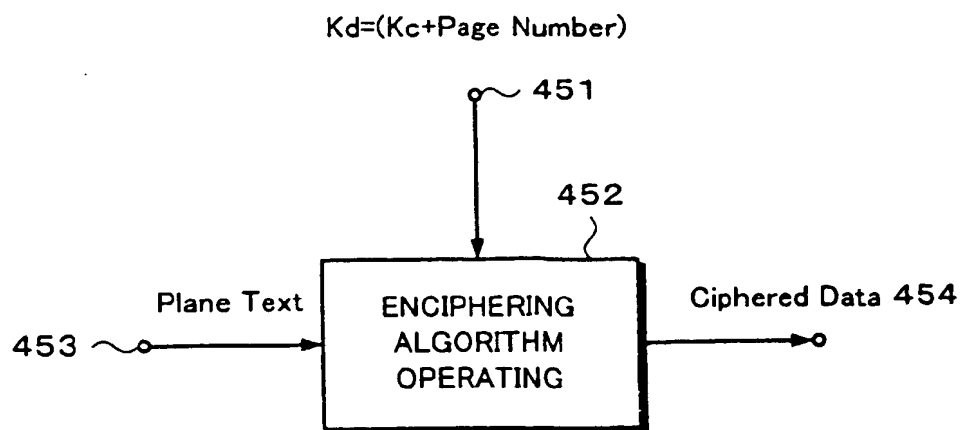 Kd=(Kc+Page Number)
451
452
Plane Text
453
ENCIPHERING
ALGORITHM
OPERATING
Ciphered Data 454